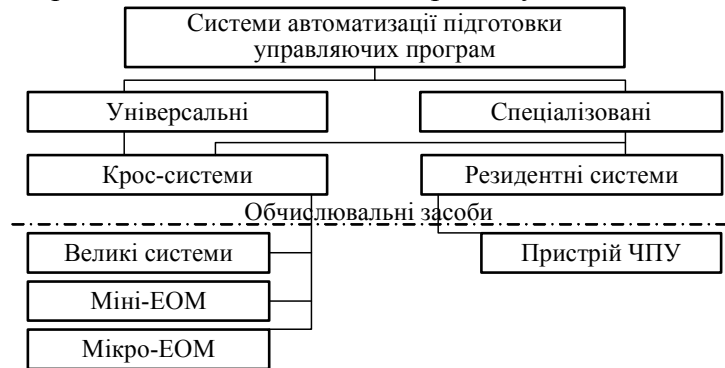 Системи автоматизації підготовки
управляючих програм
Універсальні
Спеціалізовані
Крос-системи
Резидентні системи
Обчислювальні засоби
Великі системи
Пристрій ЧПУ
Міні-ЕОМ
Мікро-ЕОМ